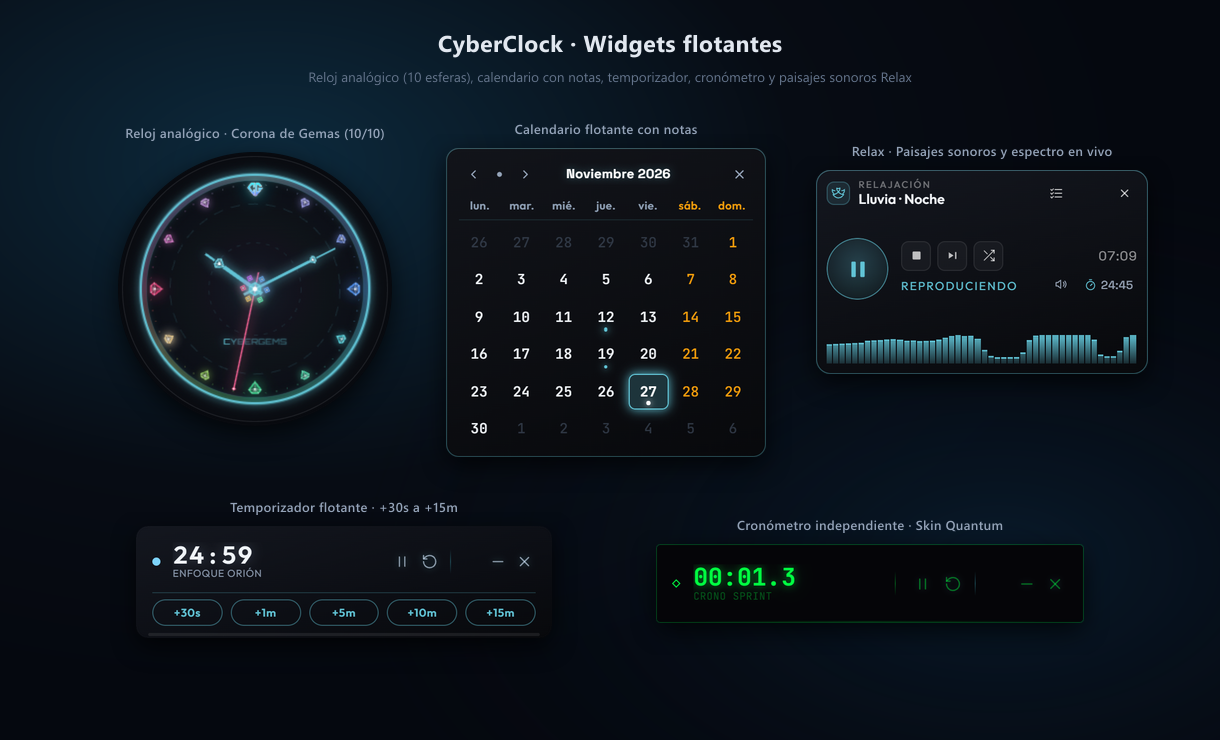 CyberClock · Widgets flotantes
Reloj analógico (10 esferas), calendario con notas, temporizador, cronómetro y paisajes sonoros Relax
Reloj analógico · Corona de Gemas (10/10)
CYBERGEMS
Calendario flotante con notas
Noviembre 2026
lun. mar. mié. jue. vie. sáb. dom.
26 27 28 29 30 31 1
2 3 4 5 6 7 8
9 10 11 12 13 14 15
16 17 18 19 20 21 22
23 24 25 26 27 28 29
30 1 2 3 4 5 6
Relax · Paisajes sonoros y espectro en vivo
RELAJACIÓN
Lluvia · Noche
07:09
REPRODUCIENDO
24:45
Temporizador flotante · +30s a +15m
24:59
ENFOQUE ORIÓN
+30s +1m +5m +10m +15m
Cronómetro independiente · Skin Quantum
00:01.3
CRONO SPRINT